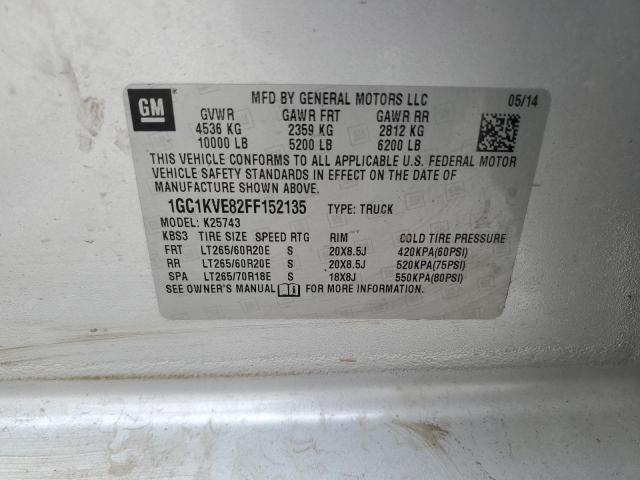 GM
MFD BY GENERAL MOTORS LLC 05/14
GVWR GAWR FRT GAWR RR
4536 KG 2359 KG 2812 KG
10000 LB 5200 LB 6200 LB
THIS VEHICLE CONFORMS TO ALL APPLICABLE U.S. FEDERAL MOTOR
VEHICLE SAFETY STANDARDS IN EFFECT ON THE DATE OF
MANUFACTURE SHOWN ABOVE.
1GC1KVE82FF152135 TYPE: TRUCK
MODEL: K25743
KBS3 TIRE SIZE SPEED RTG RIM COLD TIRE PRESSURE
FRT LT265/60R20E S 20X8.5J 420KPA(60PSI)
RR LT265/60R20E S 20X8.5J 520KPA(75PSI)
SPA LT265/70R18E S 18X8J 550KPA(80PSI)
SEE OWNER'S MANUAL FOR MORE INFORMATION.